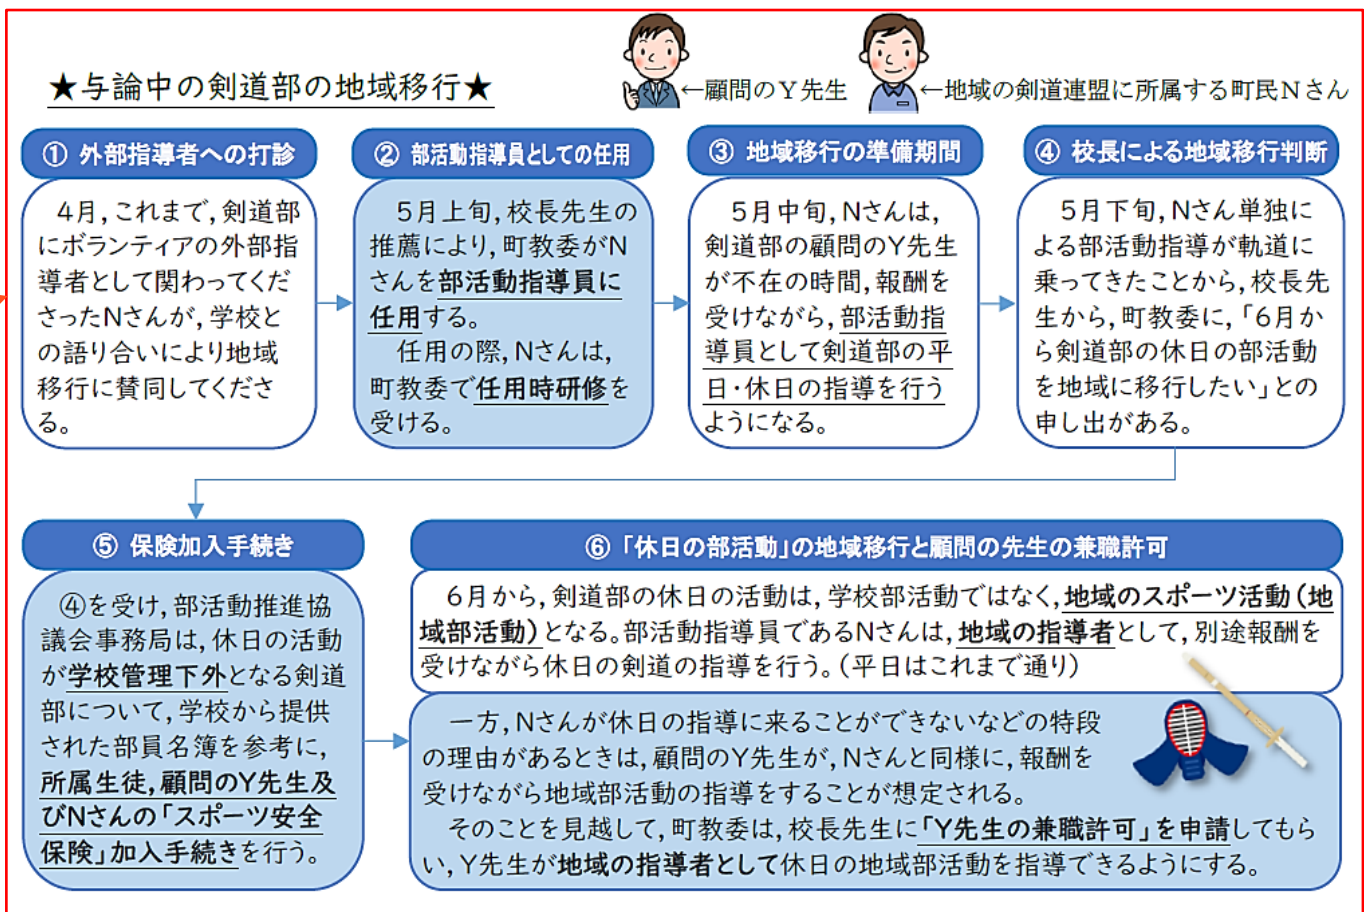 ★与論中の剣道部の地域移行★
←顧問のY先生
←地域の剣道連盟に所属する町民Nさん
① 外部指導者への打診
4月,これまで,剣道部
にボランティアの外部指
導者として関わってくだ
さったNさんが,学校と
の語り合いにより地域
移行に賛同してくださ
る。
② 部活動指導員としての任用
5月上旬,校長先生の
推薦により,町教委がN
さんを部活動指導員に
任用する。
任用の際,Nさんは,
町教委で任用時研修を
受ける。
③ 地域移行の準備期間
5月中旬,Nさんは,
剣道部の顧問のY先生
が不在の時間,報酬を
受けながら,部活動指
導員として剣道部の平
日・休日の指導を行う
ようになる。
④ 校長による地域移行判断
5月下旬,Nさん単独に
よる部活動指導が軌道に
乗ってきたことから,校長先
生から,町教委に,「6月か
ら剣道部の休日の部活動
を地域に移行したい」との
申し出がある。
⑤ 保険加入手続き
④を受け,部活動推進協
議会事務局は,休日の活動
が学校管理下外となる剣道
部について,学校から提供
された部員名簿を参考に,
所属生徒,顧問のY先生及
びNさんの「スポーツ安全
保険」加入手続きを行う。
⑥「休日の部活動」の地域移行と顧問の先生の兼職許可
6月から,剣道部の休日の活動は,学校部活動ではなく,地域のスポーツ活動(地
域部活動)となる。部活動指導員であるNさんは,地域の指導者として,別途報酬を
受けながら休日の剣道の指導を行う。(平日はこれまで通り)
一方,Nさんが休日の指導に来ることができないなどの特段
の理由があるときは,顧問のY先生が,Nさんと同様に,報酬を
受けながら地域部活動の指導をすることが想定される。
そのことを見越して,町教委は,校長先生に「Y先生の兼職許可」を申請してもら
い,Y先生が地域の指導者として休日の地域部活動を指導できるようにする。